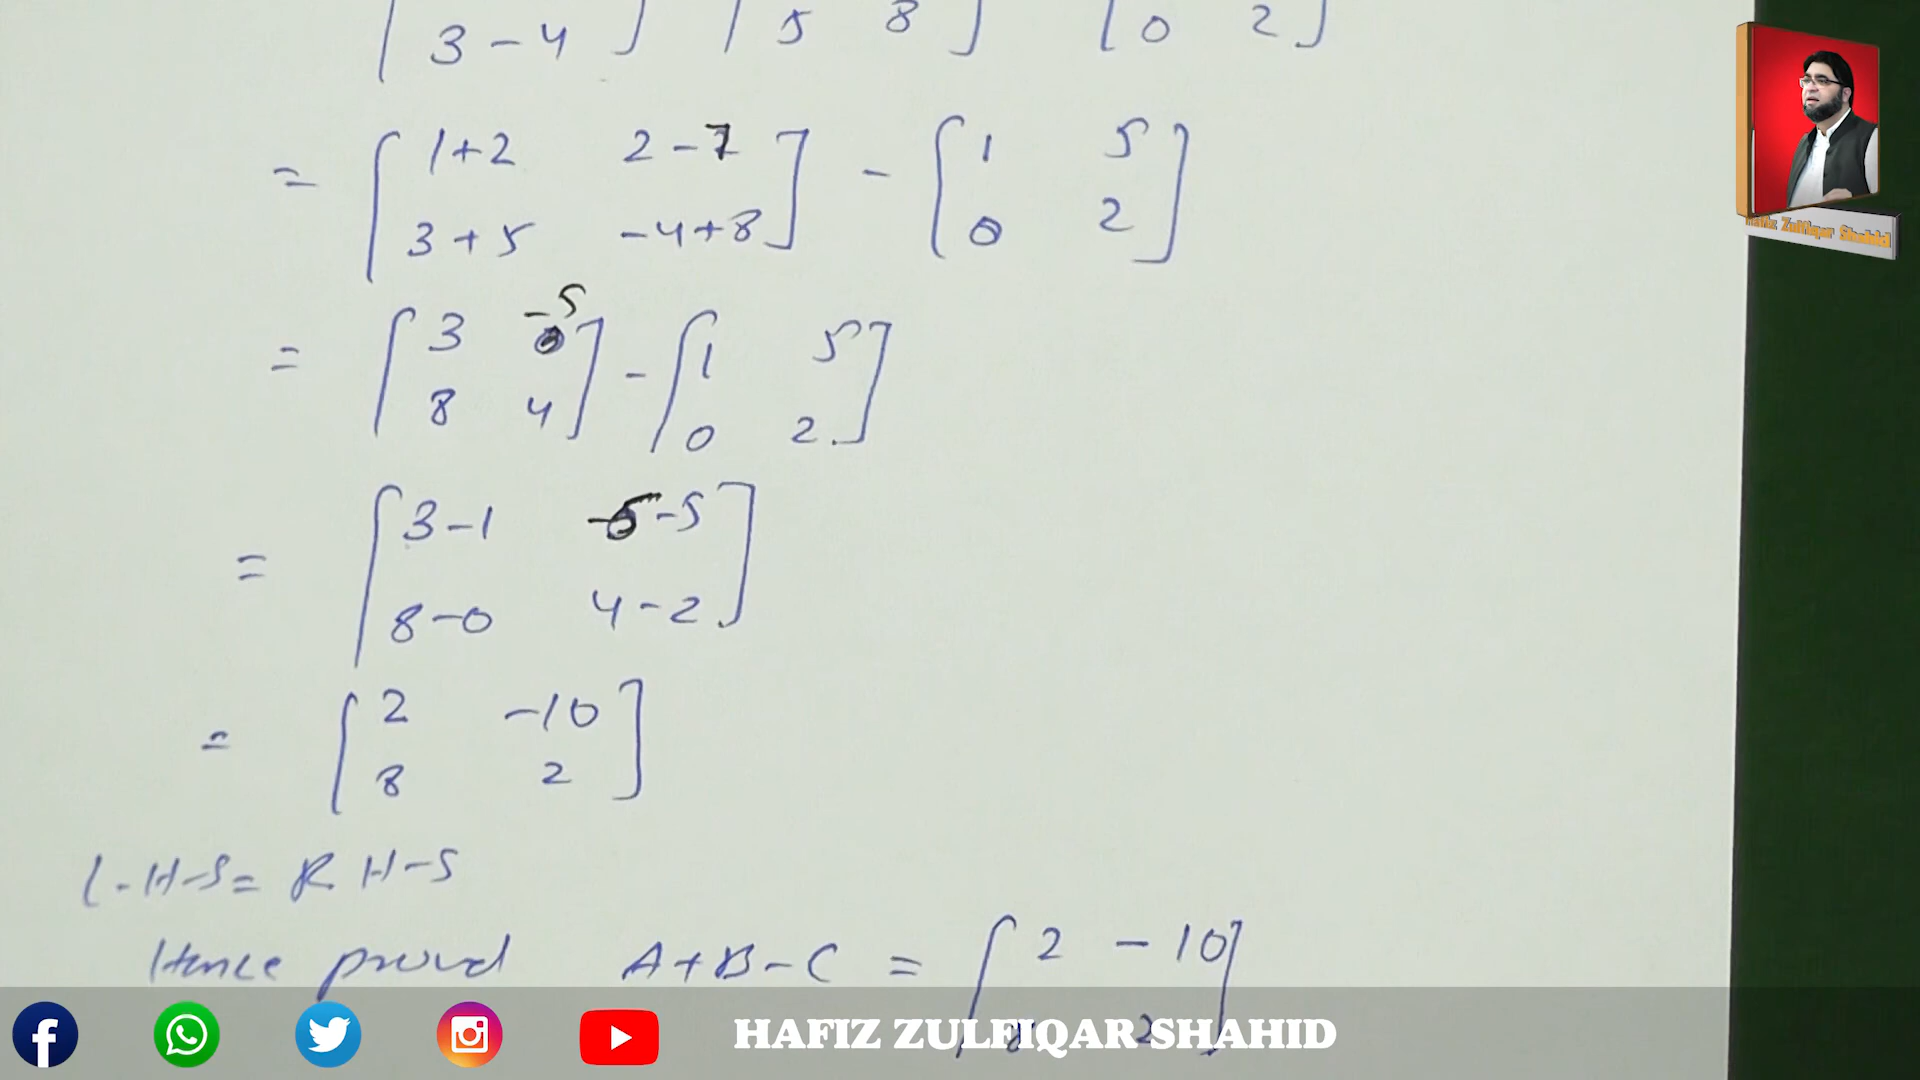 3 - 4 5 8 0 2
= [ 1+2 2-7 ] - [ 1 5 ]
[ 3+5 -4+8 ] [ 0 2 ]
-5
= [ 3 ] - [ 1 5 ]
[ 8 4 ] [ 0 2 ]
= [ 3-1 -5-5 ]
[ 8-0 4-2 ]
= [ 2 -10 ]
[ 8 2 ]
L-H-S = R H-S
Hence proved A+B-C = [ 2 -10 ]
[ 8 2 ]
Hafiz Zulfiqar Shahid
HAFIZ ZULFIQAR SHAHID